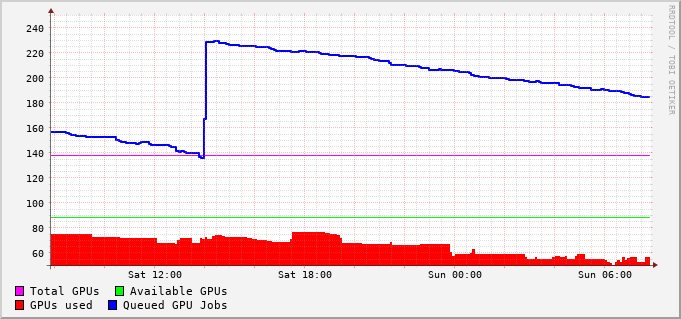 240
220
200
180
160
140
120
100
80
60
Sat 12:00 Sat 18:00 Sun 00:00 Sun 06:00
Total GPUs Available GPUs
GPUs used Queued GPU Jobs
RRDTOOL / TOBI OETIKER